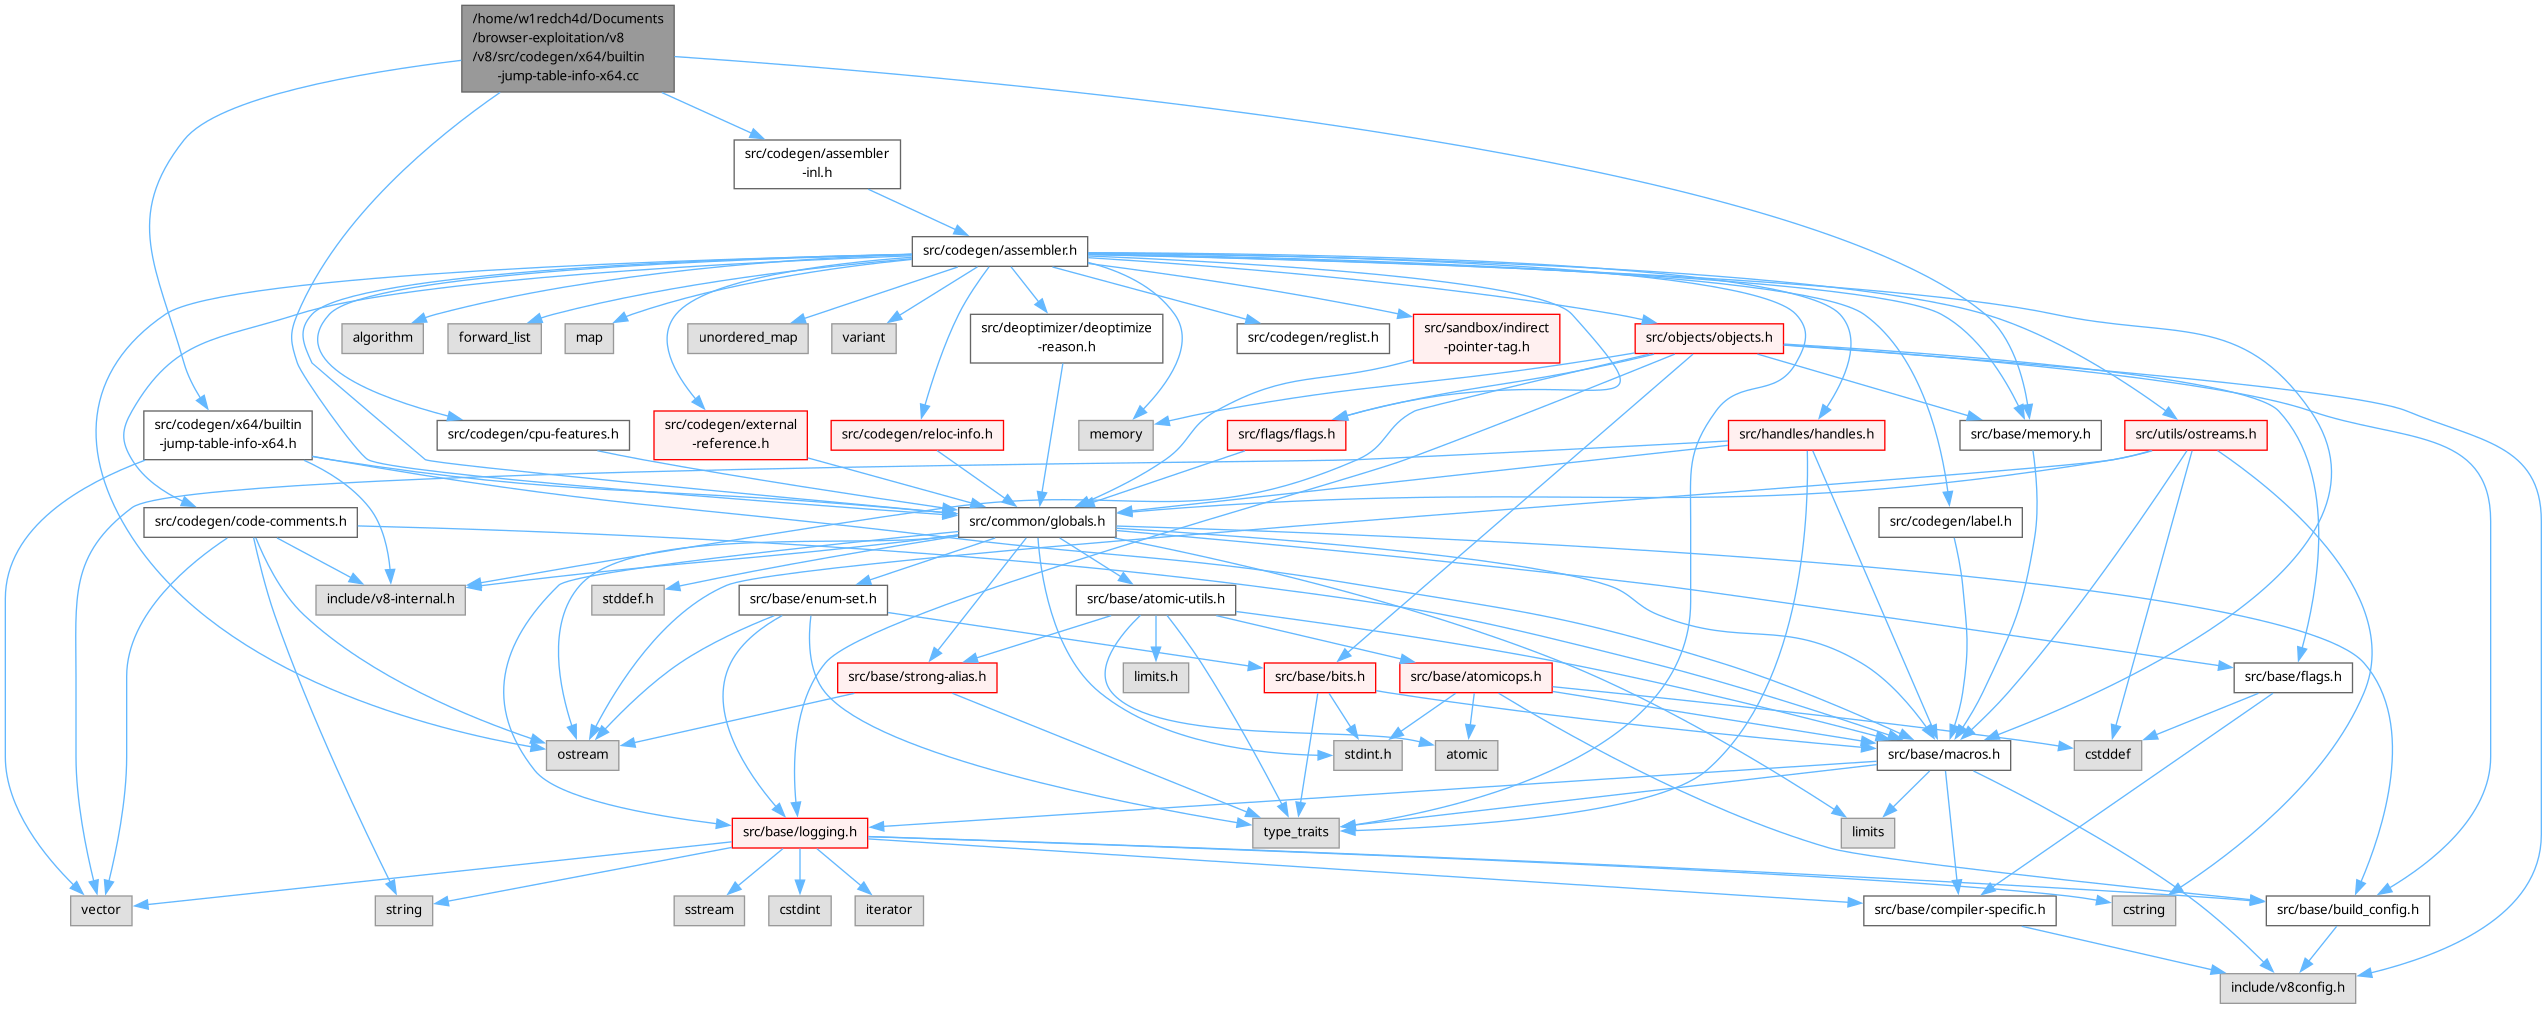 /home/w1redch4d/Documents
/browser-exploitation/v8
/v8/src/codegen/x64/builtin
-jump-table-info-x64.cc
src/codegen/assembler
-inl.h
src/codegen/assembler.h
algorithm
forward_list
map
unordered_map
variant
src/deoptimizer/deoptimize
-reason.h
src/codegen/reglist.h
src/sandbox/indirect
-pointer-tag.h
src/objects/objects.h
src/codegen/x64/builtin
-jump-table-info-x64.h
src/codegen/cpu-features.h
src/codegen/external
-reference.h
src/codegen/reloc-info.h
memory
src/flags/flags.h
src/handles/handles.h
src/base/memory.h
src/utils/ostreams.h
src/codegen/code-comments.h
src/common/globals.h
src/codegen/label.h
include/v8-internal.h
stddef.h
src/base/enum-set.h
src/base/atomic-utils.h
src/base/strong-alias.h
limits.h
src/base/bits.h
src/base/atomicops.h
src/base/flags.h
ostream
stdint.h
atomic
src/base/macros.h
cstddef
src/base/logging.h
type_traits
limits
vector
string
sstream
cstdint
iterator
src/base/compiler-specific.h
cstring
src/base/build_config.h
include/v8config.h